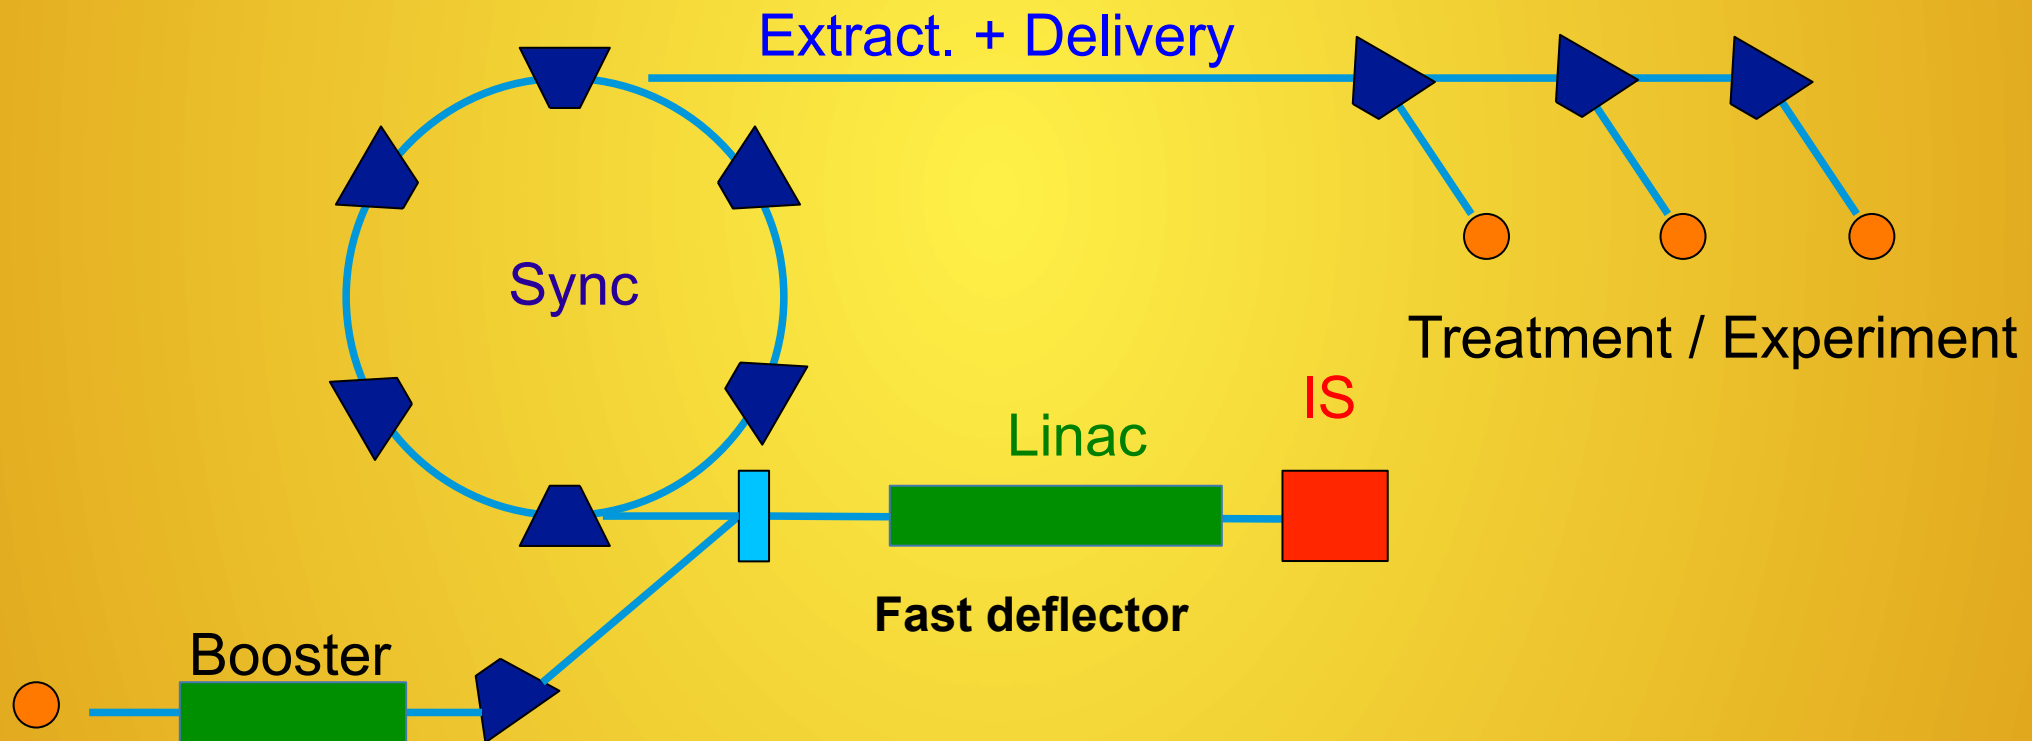 Extract. + Delivery
Sync
Treatment / Experiment
IS
Linac
Fast deflector
Booster